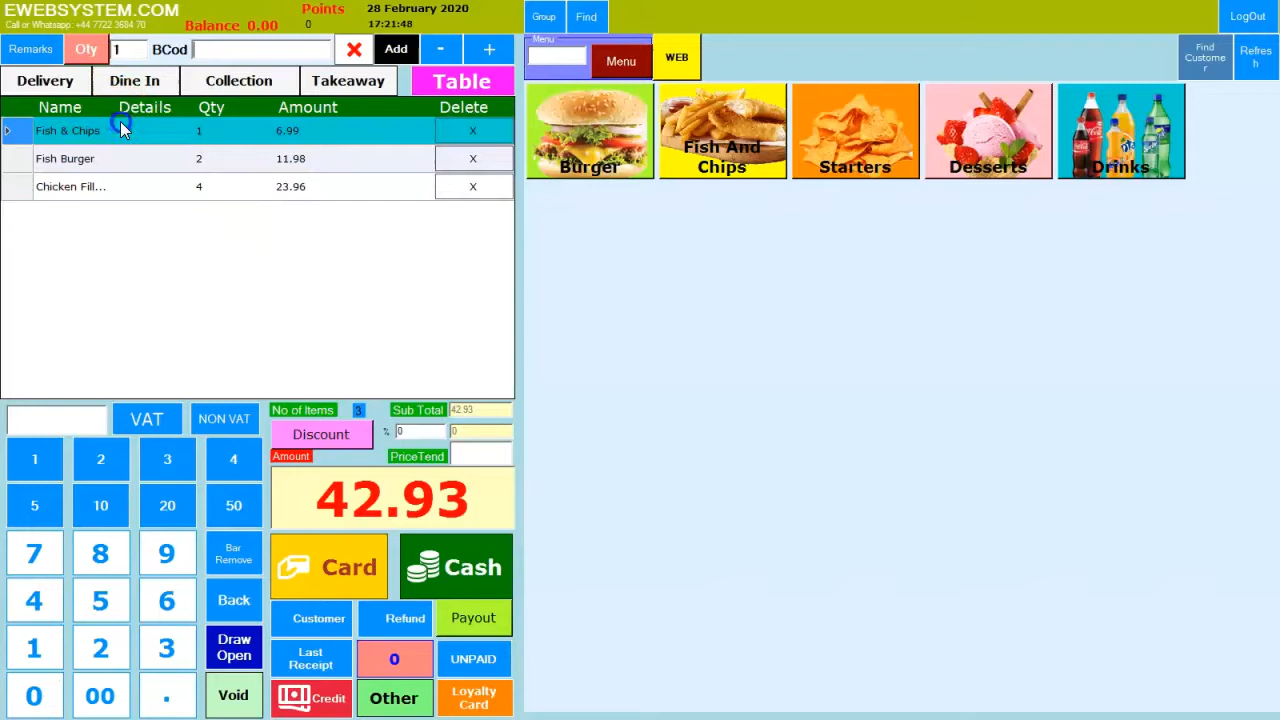 EWEBSYSTEM.COM
Call or Whatsapp: +44 7722 3684 70
Balance 0.00
Points
0
28 February 2020
17:21:48
Group
Find
LogOut
Remarks
Qty
1
BCod
Add
-
+
Menu
Menu
WEB
Find
Custome
r
Refres
h
Delivery
Dine In
Collection
Takeaway
Table
Name Details Qty Amount Delete
Fish & Chips 1 6.99 X
Fish Burger 2 11.98 X
Chicken Fill... 4 23.96 X
Burger
Fish And
Chips
Starters
Desserts
Drinks
VAT
NON VAT
No of Items 3 Sub Total 42.93
Discount % 0 0
Amount
PriceTend
42.93
1 2 3 4
5 10 20 50
7 8 9
Bar
Remove
4 5 6
Back
1 2 3
Draw
Open
0 00 .
Void
Card
Cash
Customer
Refund
Payout
Last
Receipt
0
UNPAID
Credit
Other
Loyalty
Card